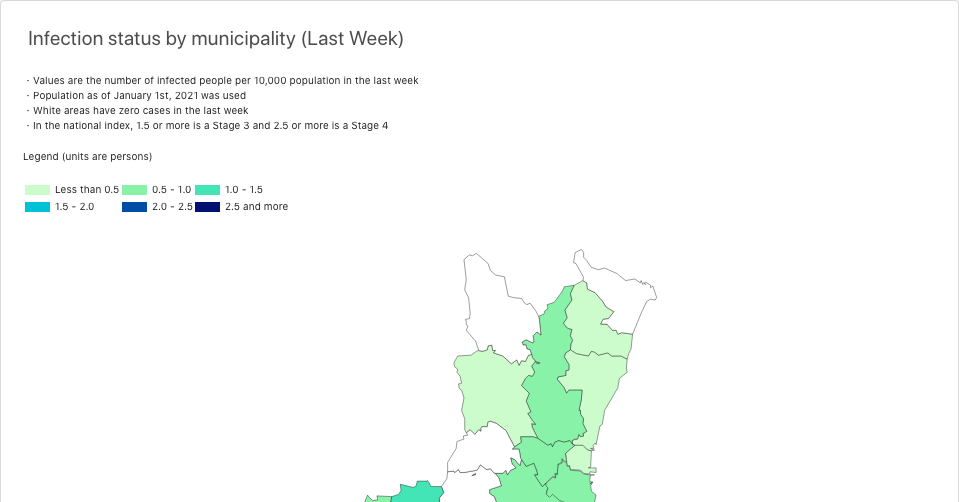 Infection status by municipality (Last Week)
· Values are the number of infected people per 10,000 population in the last week
· Population as of January 1st, 2021 was used
· White areas have zero cases in the last week
· In the national index, 1.5 or more is a Stage 3 and 2.5 or more is a Stage 4
Legend (units are persons)
Less than 0.5 0.5 - 1.0 1.0 - 1.5
1.5 - 2.0 2.0 - 2.5 2.5 and more